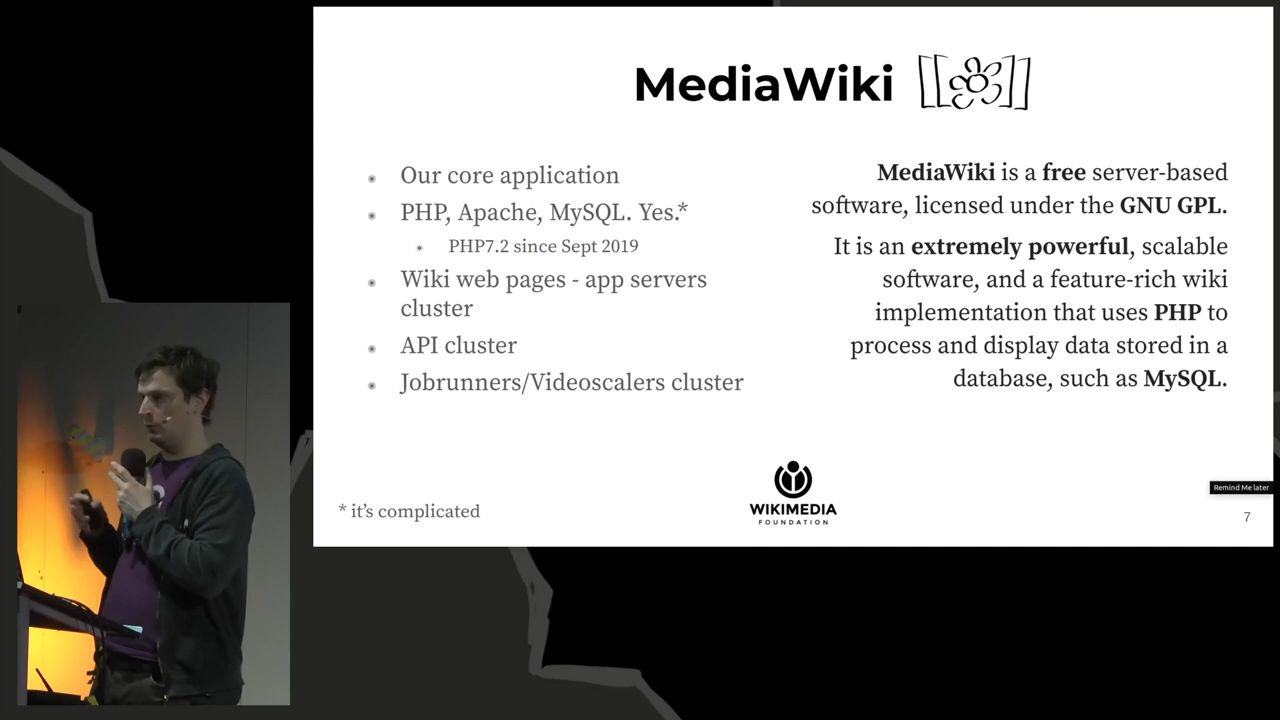 MediaWiki
Our core application
PHP, Apache, MySQL. Yes.*
PHP7.2 since Sept 2019
Wiki web pages - app servers
cluster
API cluster
Jobrunners/Videoscalers cluster
MediaWiki is a free server-based
software, licensed under the GNU GPL.
It is an extremely powerful, scalable
software, and a feature-rich wiki
implementation that uses PHP to
process and display data stored in a
database, such as MySQL.
* it’s complicated
WIKIMEDIA
FOUNDATION
Remind Me later
7